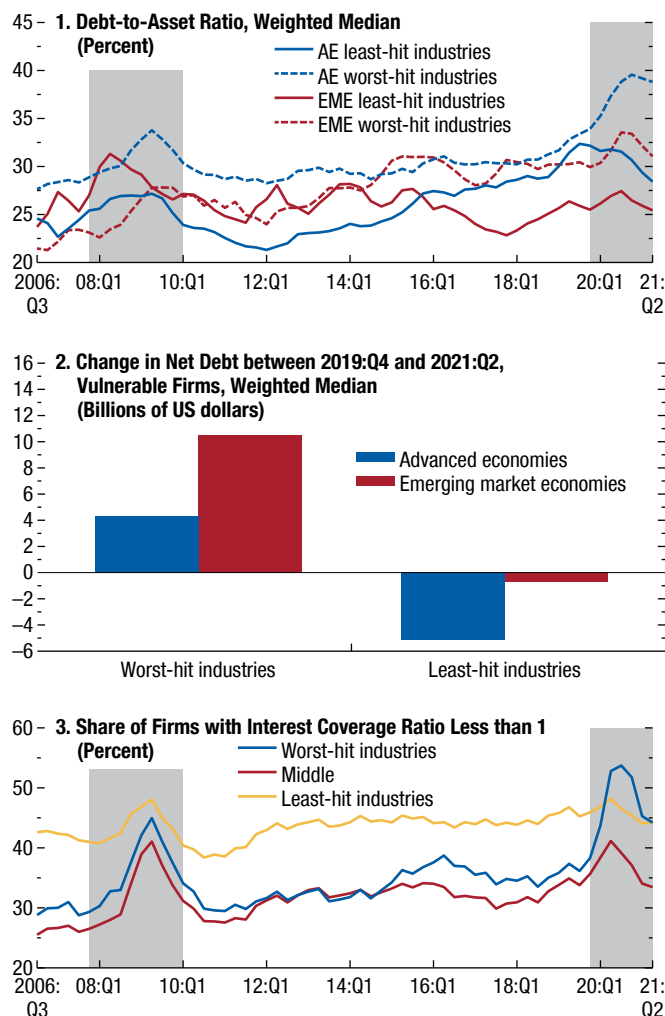 1. Debt-to-Asset Ratio, Weighted Median
(Percent)
AE least-hit industries
AE worst-hit industries
EME least-hit industries
EME worst-hit industries
45
40
35
30
25
20
2006: 08:Q1 10:Q1 12:Q1 14:Q1 16:Q1 18:Q1 20:Q1 21:
Q3 Q2
2. Change in Net Debt between 2019:Q4 and 2021:Q2,
Vulnerable Firms, Weighted Median
(Billions of US dollars)
Advanced economies
Emerging market economies
16
14
12
10
8
6
4
2
0
–2
–4
–6
Worst-hit industries Least-hit industries
3. Share of Firms with Interest Coverage Ratio Less than 1
(Percent)
Worst-hit industries
Middle
Least-hit industries
60
50
40
30
20
2006: 08:Q1 10:Q1 12:Q1 14:Q1 16:Q1 18:Q1 20:Q1 21:
Q3 Q2